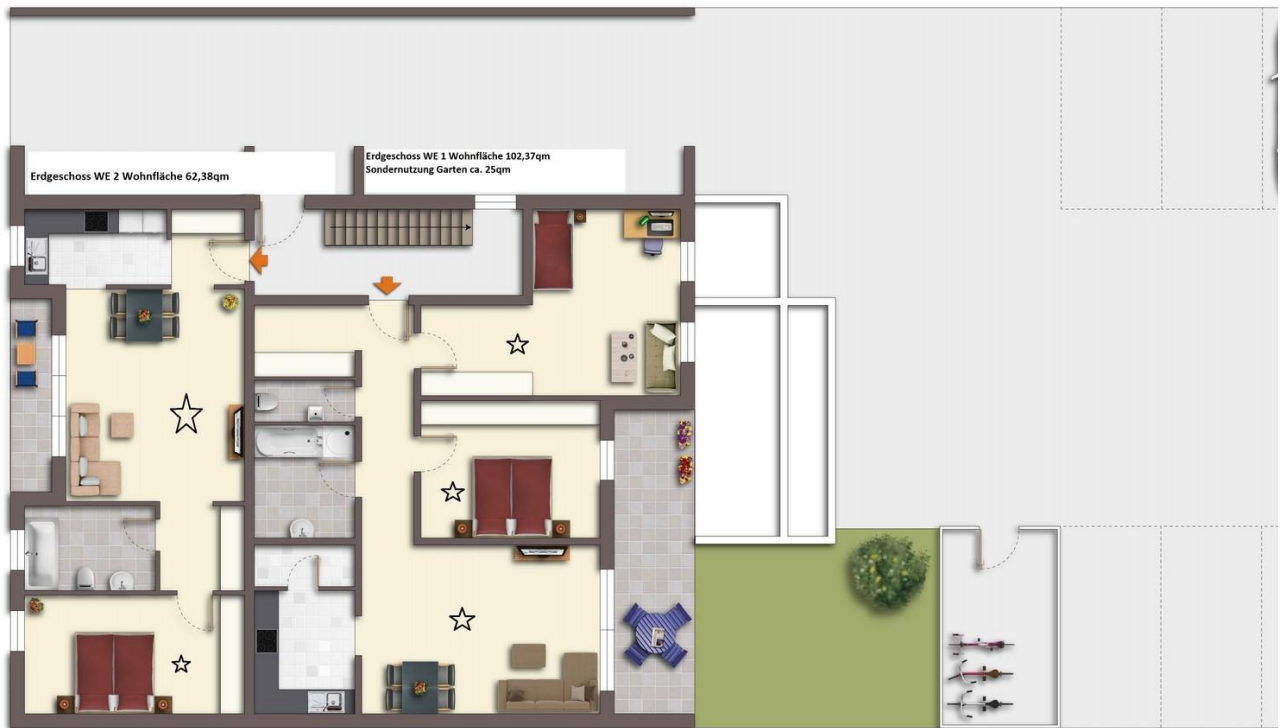 Erdgeschoss WE 2 Wohnfläche 62,38qm
Erdgeschoss WE 1 Wohnfläche 102,37qm
Sondernutzung Garten ca. 25qm